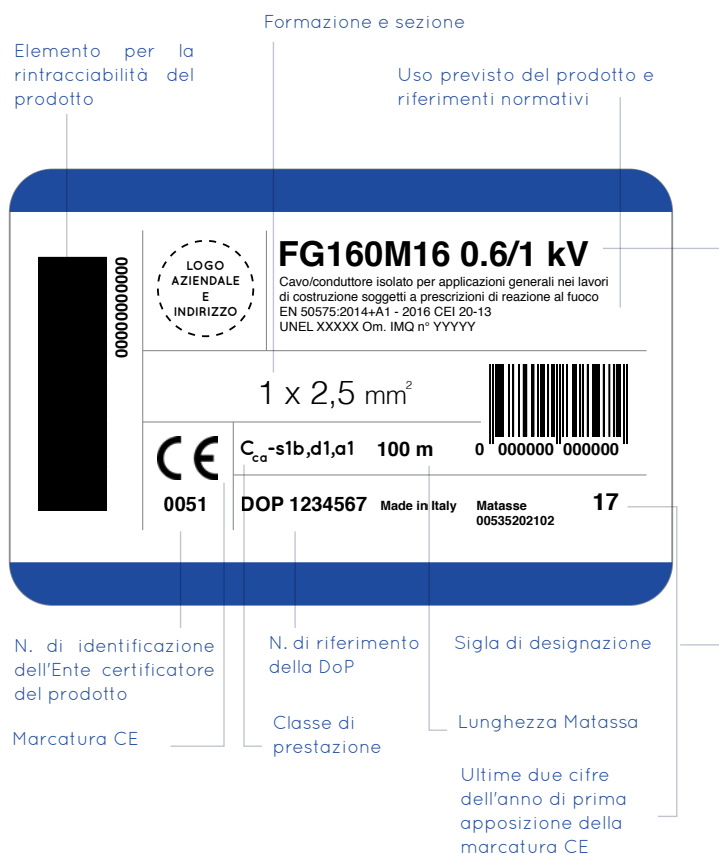 Formazione e sezione
Elemento per la
rintracciabilità del
prodotto
Uso previsto del prodotto e
riferimenti normativi
00000000000
LOGO
AZIENDALE
E
INDIRIZZO
FG160M16 0.6/1 kV
Cavo/conduttore isolato per applicazioni generali nei lavori
di costruzione soggetti a prescrizioni di reazione al fuoco
EN 50575:2014+A1 - 2016 CEI 20-13
UNEL XXXXX Om. IMQ n° YYYYY
1 x 2,5 mm²
CE
Cca-s1b,d1,a1 100 m
0 000000 000000
0051
DOP 1234567 Made in Italy
Matasse
00535202102
17
N. di identificazione
dell'Ente certificatore
del prodotto
N. di riferimento
della DoP
Sigla di designazione
Marcatura CE
Classe di
prestazione
Lunghezza Matassa
Ultime due cifre
dell'anno di prima
apposizione della
marcatura CE